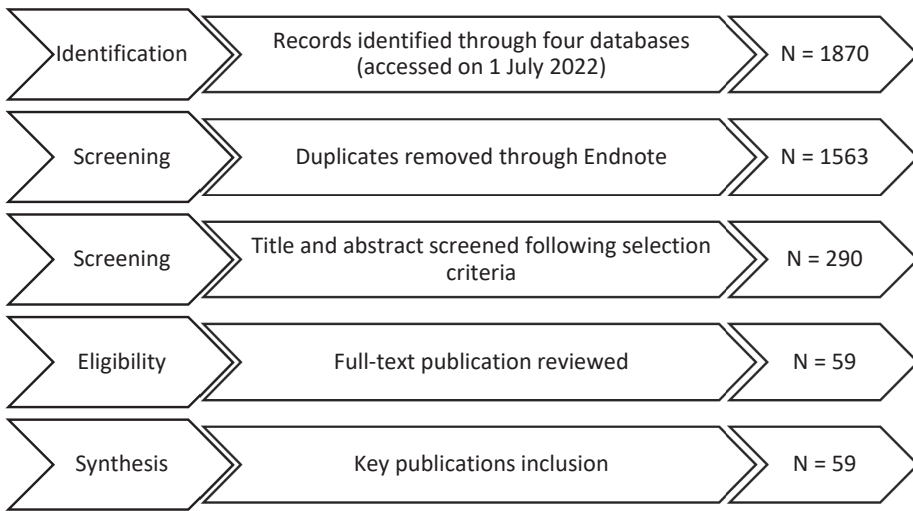 Identification
Records identified through four databases
(accessed on 1 July 2022)
N = 1870
Screening
Duplicates removed through Endnote
N = 1563
Screening
Title and abstract screened following selection
criteria
N = 290
Eligibility
Full-text publication reviewed
N = 59
Synthesis
Key publications inclusion
N = 59